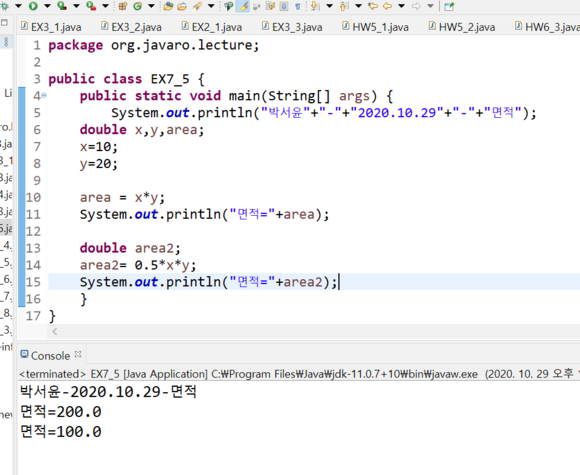 EX3_1.java EX3_2.java EX2_1.java EX3_3.java HW5_1.java HW5_2.java HW6_3.java
1 package org.javaro.lecture;
2
3 public class EX7_5 {
4 public static void main(String[] args) {
5 System.out.println("박서윤"+"-"+"2020.10.29"+"-"+"면적");
6 double x,y,area;
7 x=10;
8 y=20;
9
10 area = x*y;
11 System.out.println("면적="+area);
12
13 double area2;
14 area2= 0.5*x*y;
15 System.out.println("면적="+area2);
16 }
17 }
Console
<terminated> EX7_5 [Java Application] C:₩Program Files₩Java₩jdk-11.0.7+10₩bin₩javaw.exe (2020. 10. 29 오후
박서윤-2020.10.29-면적
면적=200.0
면적=100.0